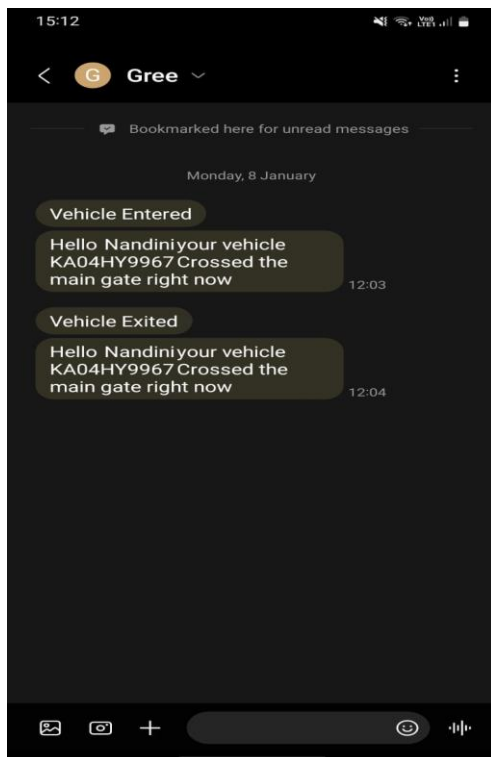 15:12
Vo))
LTE1
G
Gree
Bookmarked here for unread messages
Monday, 8 January
Vehicle Entered
Hello Nandiniyour vehicle
KA04HY9967 Crossed the
main gate right now
12:03
Vehicle Exited
Hello Nandiniyour vehicle
KA04HY9967 Crossed the
main gate right now
12:04